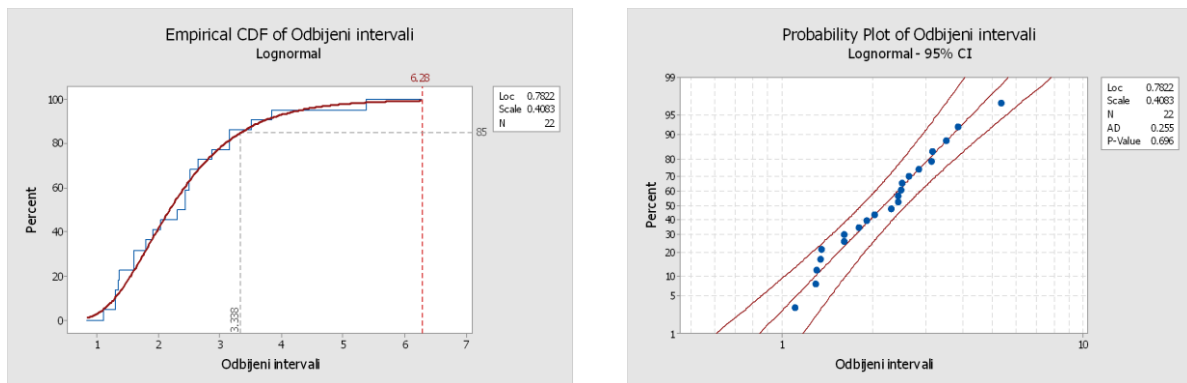 Empirical CDF of Odbijeni intervali
Lognormal
6.28
Loc 0.7822
Scale 0.4083
N 22
100
80
60
40
20
0
85
3.338
Percent
1 2 3 4 5 6 7
Odbijeni intervali
Probability Plot of Odbijeni intervali
Lognormal - 95% CI
Loc 0.7822
Scale 0.4083
N 22
AD 0.255
P-Value 0.696
99
95
90
80
70
60
50
40
30
20
10
5
1
Percent
1 10
Odbijeni intervali